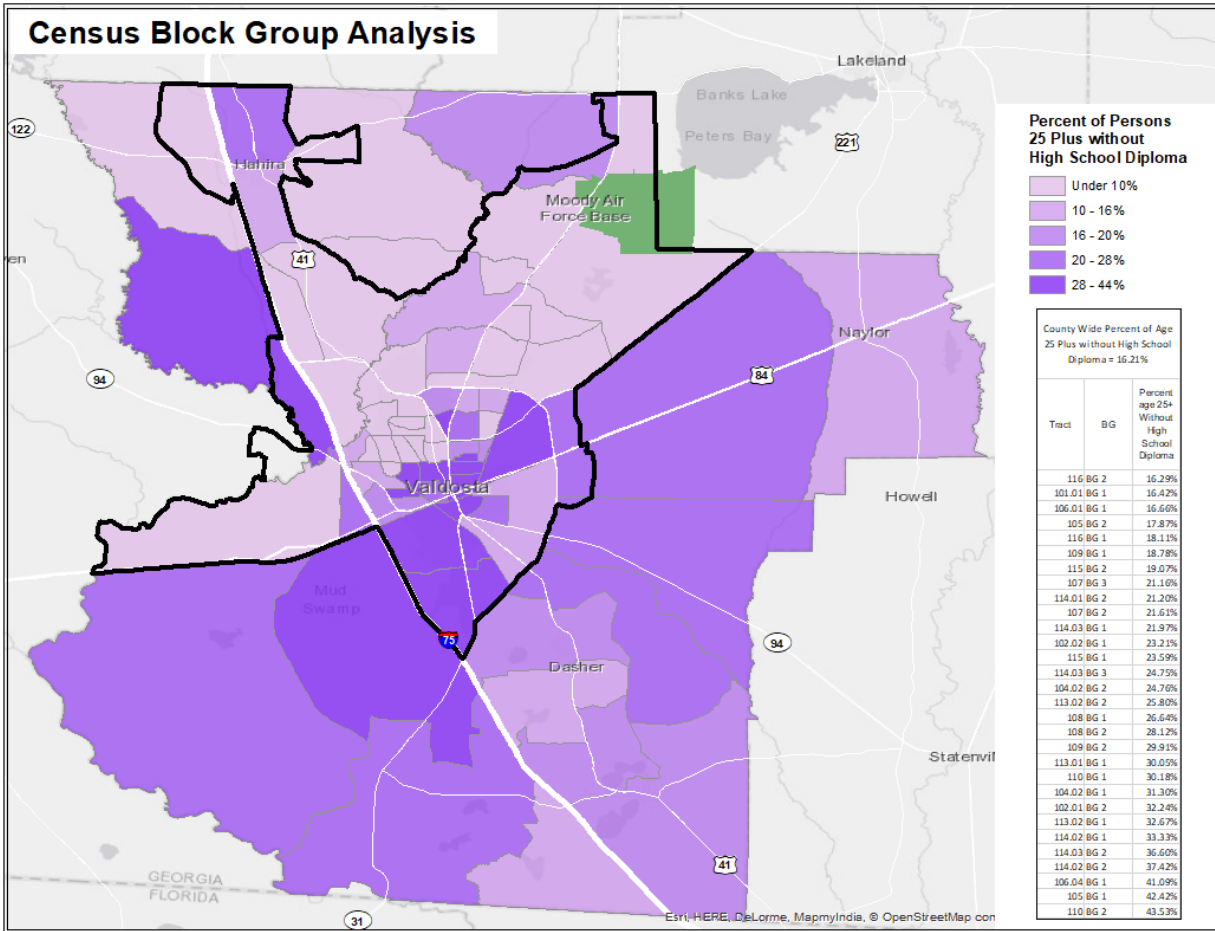 Census Block Group Analysis
Lakeland
Banks Lake
Peters Bay
122
221
Hahira
Moody Air
Force Base
41
Naylor
94
84
Valdosta
Howell
Mud
Swamp
75
94
Dasher
Statenvil
GEORGIA
FLORIDA
41
31
Esri, HERE, DeLorme, MapmyIndia, © OpenStreetMap con
Percent of Persons
25 Plus without
High School Diploma
Under 10%
10 - 16%
16 - 20%
20 - 28%
28 - 44%
County Wide Percent of Age
25 Plus without High School
Diploma = 16.21%
Tract BG Percent
age 25+
Without
High
School
Diploma
116 BG 2 16.29%
101.01 BG 1 16.42%
106.01 BG 1 16.66%
105 BG 2 17.87%
116 BG 1 18.11%
109 BG 1 18.78%
115 BG 2 19.07%
107 BG 3 21.16%
114.01 BG 2 21.20%
107 BG 2 21.61%
114.03 BG 1 21.97%
102.02 BG 1 23.21%
115 BG 1 23.59%
114.03 BG 3 24.75%
104.02 BG 2 24.76%
113.02 BG 2 25.80%
108 BG 1 26.64%
108 BG 2 28.12%
109 BG 2 29.91%
113.01 BG 1 30.05%
110 BG 1 30.18%
104.02 BG 1 31.30%
102.01 BG 2 32.24%
113.02 BG 1 32.67%
114.02 BG 1 33.33%
114.03 BG 2 36.60%
114.02 BG 2 37.42%
106.04 BG 1 41.09%
105 BG 1 42.42%
110 BG 2 43.53%